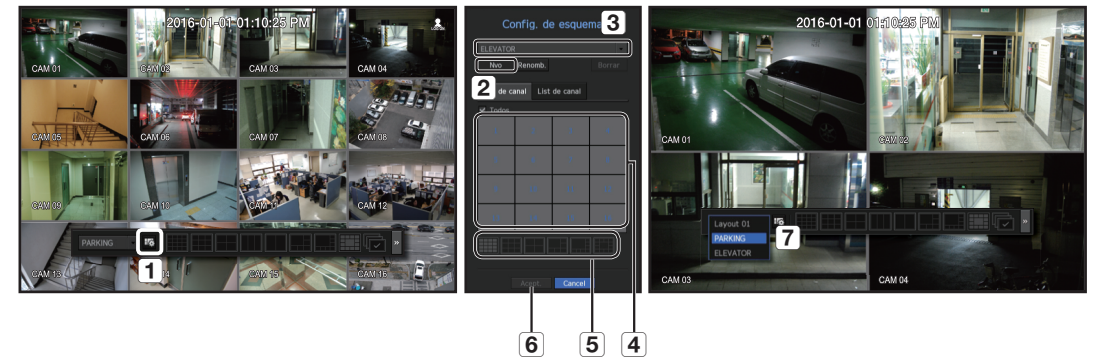 2016-01-01 01:10:25 PM
CAM 01
CAM 02
CAM 03
CAM 04
CAM 05
CAM 06
CAM 07
CAM 08
CAM 09
CAM 10
CAM 11
CAM 12
PARKING
»
1
CAM 13
14
CAM 15
CAM 16
Config. de esquema
3
ELEVATOR
Nvo
Renomb.
Borrar
2
de canal
List de canal
Todos
Acept.
Cancel
6
5
4
2016-01-01 01:10:25 PM
CAM 01
CAM 02
Layout 01
PARKING
ELEVATOR
»
7
CAM 03
CAM 04